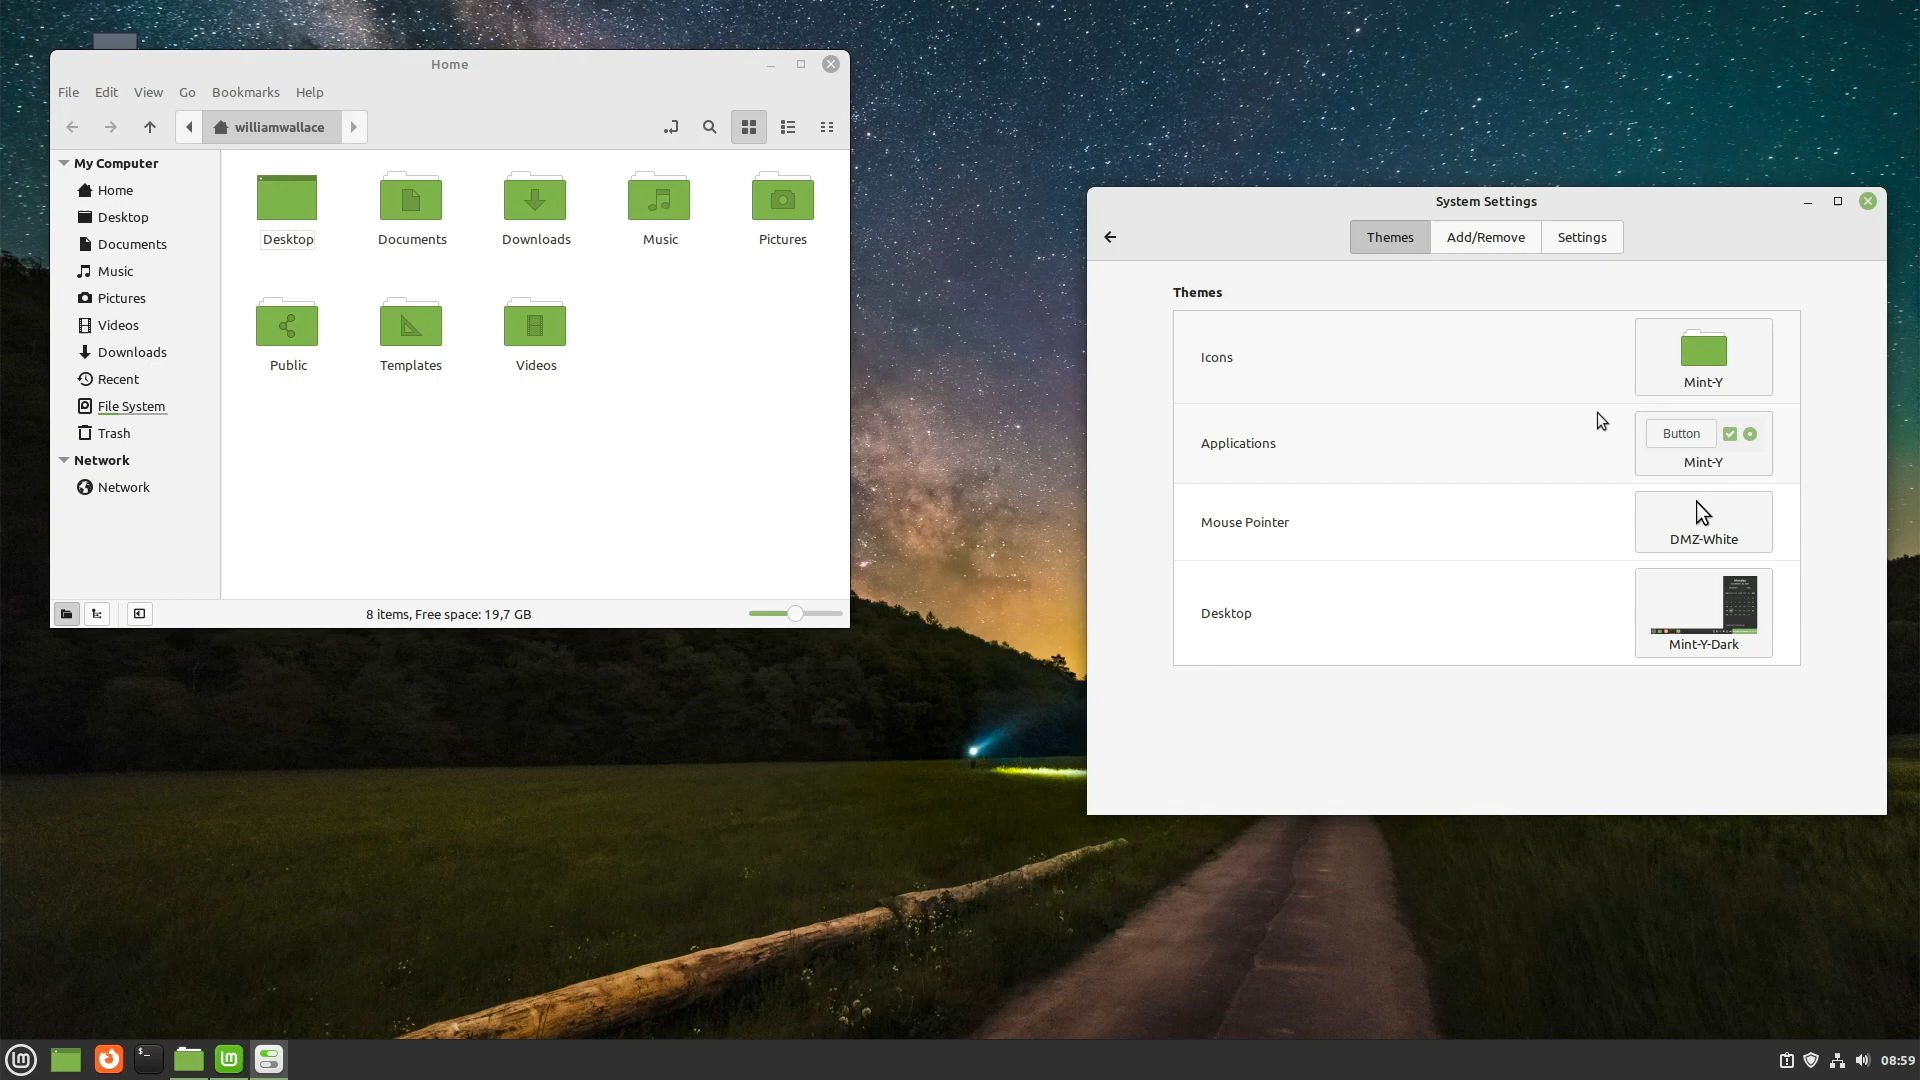 Home
File Edit View Go Bookmarks Help
williamwallace
My Computer
Home
Desktop
Documents
Music
Pictures
Videos
Downloads
Recent
File System
Trash
Network
Network
Desktop Documents Downloads Music Pictures
Public Templates Videos
8 items, Free space: 19,7 GB
System Settings
Themes Add/Remove Settings
Themes
Icons
Mint-Y
Applications
Button
Mint-Y
Mouse Pointer
DMZ-White
Desktop
Mint-Y-Dark
$_
lm
lm
08:59